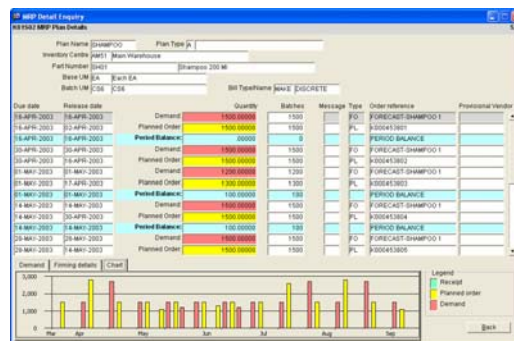 MRP Detail Enquiry
K01502 MRP Plan Details
Plan Name SHAMPOO Plan Type A
Inventory Centre AMS1 Main Warehouse
Part Number SH01 Shampoo 200 Ml
Base UM EA Each EA
Batch UM CS6 CS6 Bill Type/Name MAKE DISCRETE
Due date Release date Quantity Batches Message Type Order reference Provisional Vendor
16-APR-2003 16-APR-2003 Demand: 1500.00000 1500 FO FORECAST-SHAMPOO 1
16-APR-2003 02-APR-2003 Planned Order: 1500.00000 1500 PL K000453801
16-APR-2003 16-APR-2003 Period Balance: .00000 0 PERIOD BALANCE
30-APR-2003 30-APR-2003 Demand: 1500.00000 1500 FO FORECAST-SHAMPOO 1
30-APR-2003 16-APR-2003 Planned Order: 1500.00000 1500 PL K000453802
01-MAY-2003 01-MAY-2003 Demand: 1200.00000 1200 FO FORECAST-SHAMPOO 1
01-MAY-2003 17-APR-2003 Planned Order: 1300.00000 1300 PL K000453803
01-MAY-2003 01-MAY-2003 Period Balance: 100.00000 100 PERIOD BALANCE
14-MAY-2003 14-MAY-2003 Demand: 1500.00000 1500 FO FORECAST-SHAMPOO 1
14-MAY-2003 30-APR-2003 Planned Order: 1500.00000 1500 PL K000453804
14-MAY-2003 14-MAY-2003 Period Balance: 100.00000 100 PERIOD BALANCE
28-MAY-2003 28-MAY-2003 Demand: 1500.00000 1500 FO FORECAST-SHAMPOO 1
28-MAY-2003 14-MAY-2003 Planned Order: 1500.00000 1500 PL K000453805
Demand Firming details Chart
3,000
2,000
1,000
0
Mar Apr May Jun Jul Aug Sep
Legend
Receipt
Planned order
Demand
Back